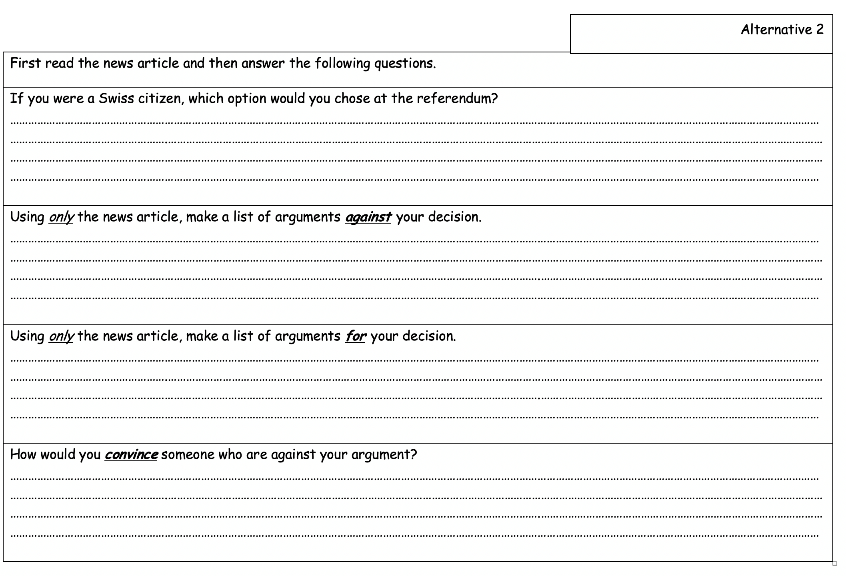 Alternative 2
First read the news article and then answer the following questions.
If you were a Swiss citizen, which option would you chose at the referendum?
Using only the news article, make a list of arguments against your decision.
Using only the news article, make a list of arguments for your decision.
How would you convince someone who are against your argument?